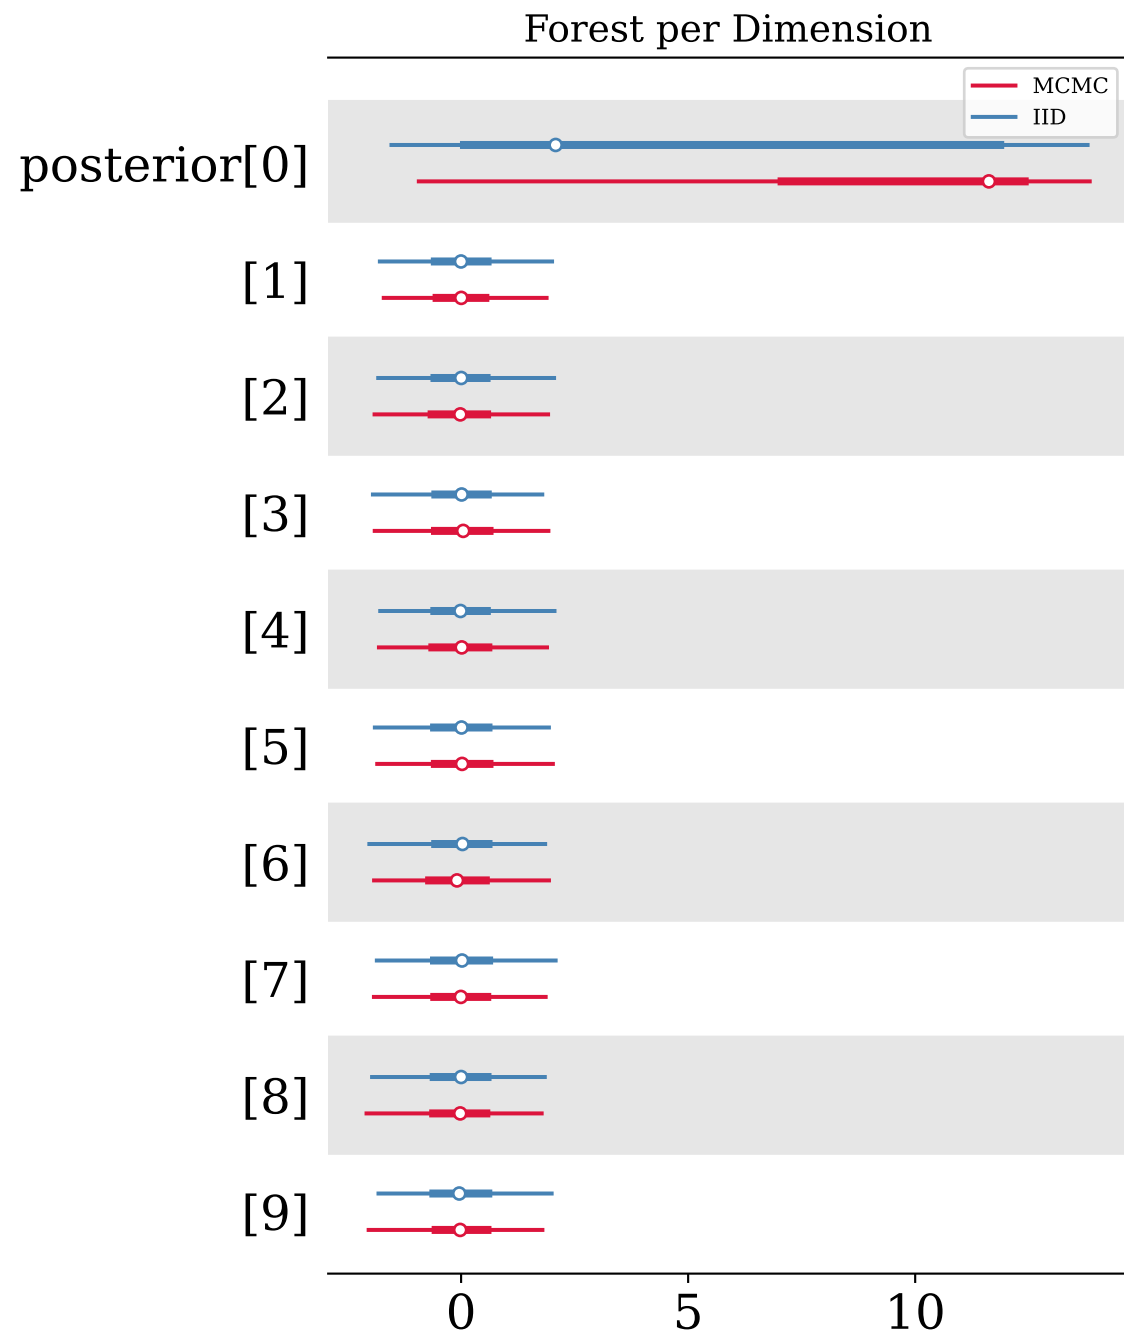 Forest per Dimension
MCMC
IID
posterior[0]
[1]
[2]
[3]
[4]
[5]
[6]
[7]
[8]
[9]
0 5 10